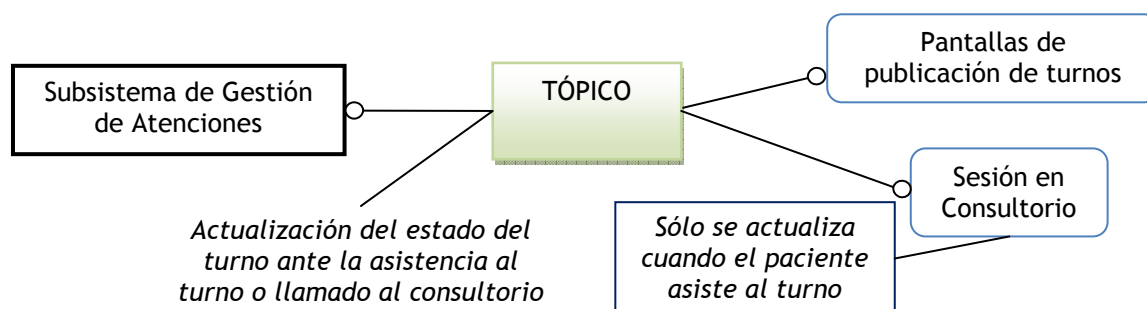 Subsistema de Gestión
de Atenciones
TÓPICO
Pantallas de
publicación de turnos
Sesión en
Consultorio
Actualización del estado del
turno ante la asistencia al
turno o llamado al consultorio
Sólo se actualiza
cuando el paciente
asiste al turno